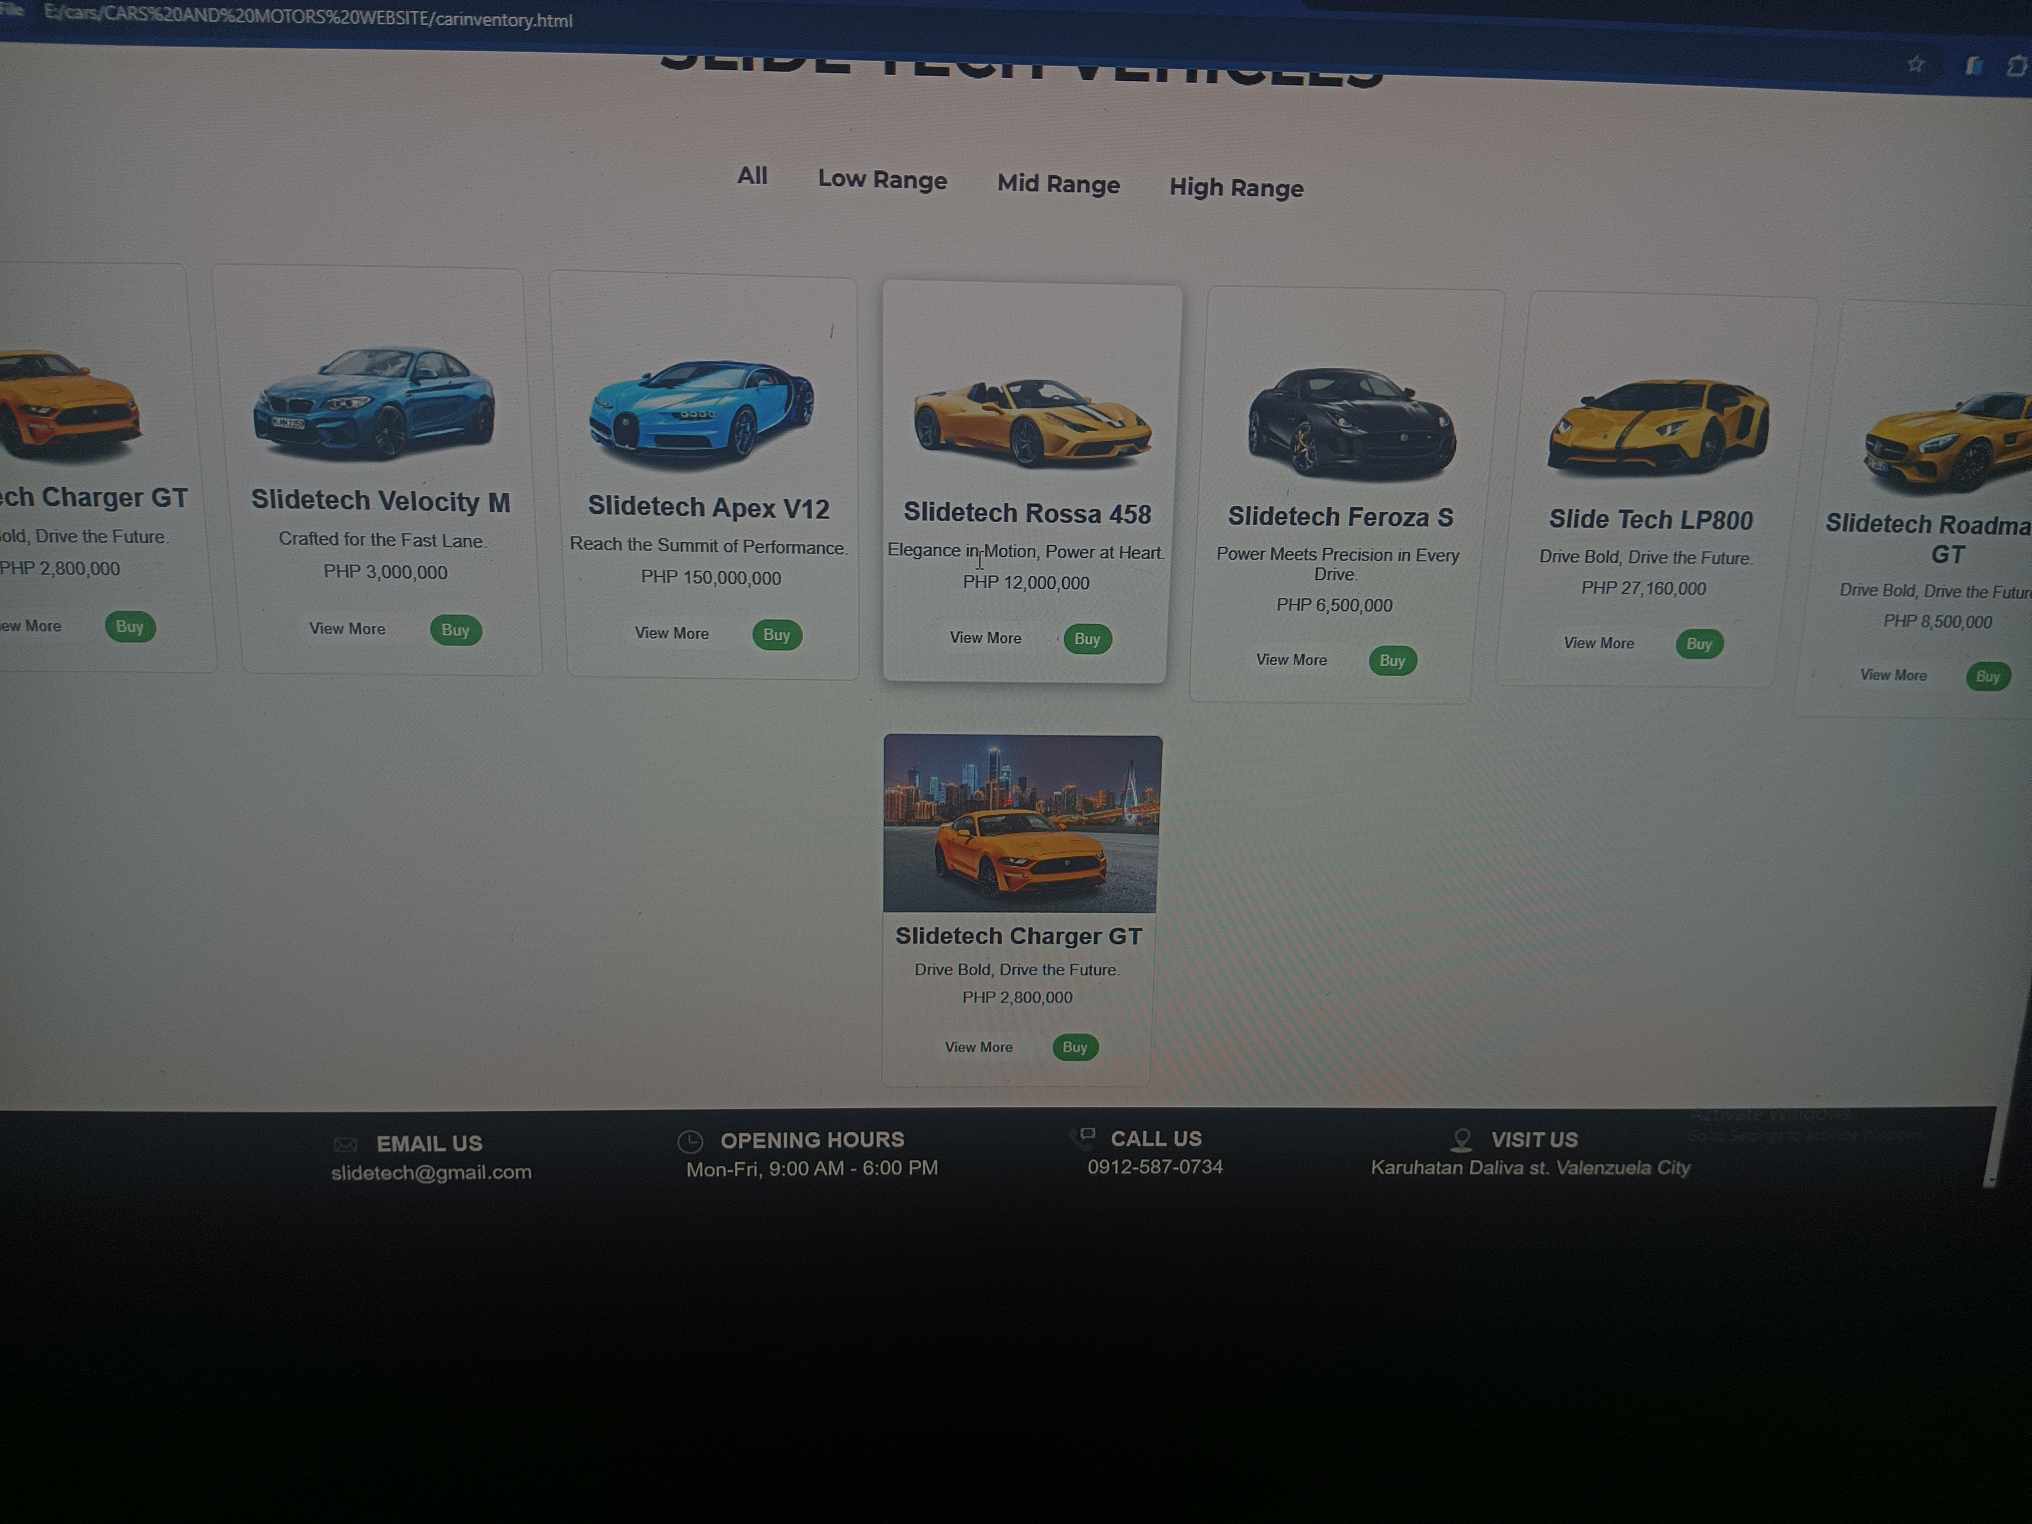 File E:/cars/CARS%20AND%20MOTORS%20WEBSITE/carinventory.html
SLIDE TECH VEHICLES
All Low Range Mid Range High Range
ech Charger GT
old, Drive the Future.
PHP 2,800,000
ew More Buy
Slidetech Velocity M
Crafted for the Fast Lane.
PHP 3,000,000
View More Buy
Slidetech Apex V12
Reach the Summit of Performance.
PHP 150,000,000
View More Buy
Slidetech Rossa 458
Elegance in Motion, Power at Heart.
PHP 12,000,000
View More Buy
Slidetech Feroza S
Power Meets Precision in Every
Drive.
PHP 6,500,000
View More Buy
Slide Tech LP800
Drive Bold, Drive the Future.
PHP 27,160,000
View More Buy
Slidetech Roadma
GT
Drive Bold, Drive the Futur
PHP 8,500,000
View More Buy
Slidetech Charger GT
Drive Bold, Drive the Future.
PHP 2,800,000
View More Buy
EMAIL US
slidetech@gmail.com
OPENING HOURS
Mon-Fri, 9:00 AM - 6:00 PM
CALL US
0912-587-0734
VISIT US
Karuhatan Daliva st. Valenzuela City
Activate Windows